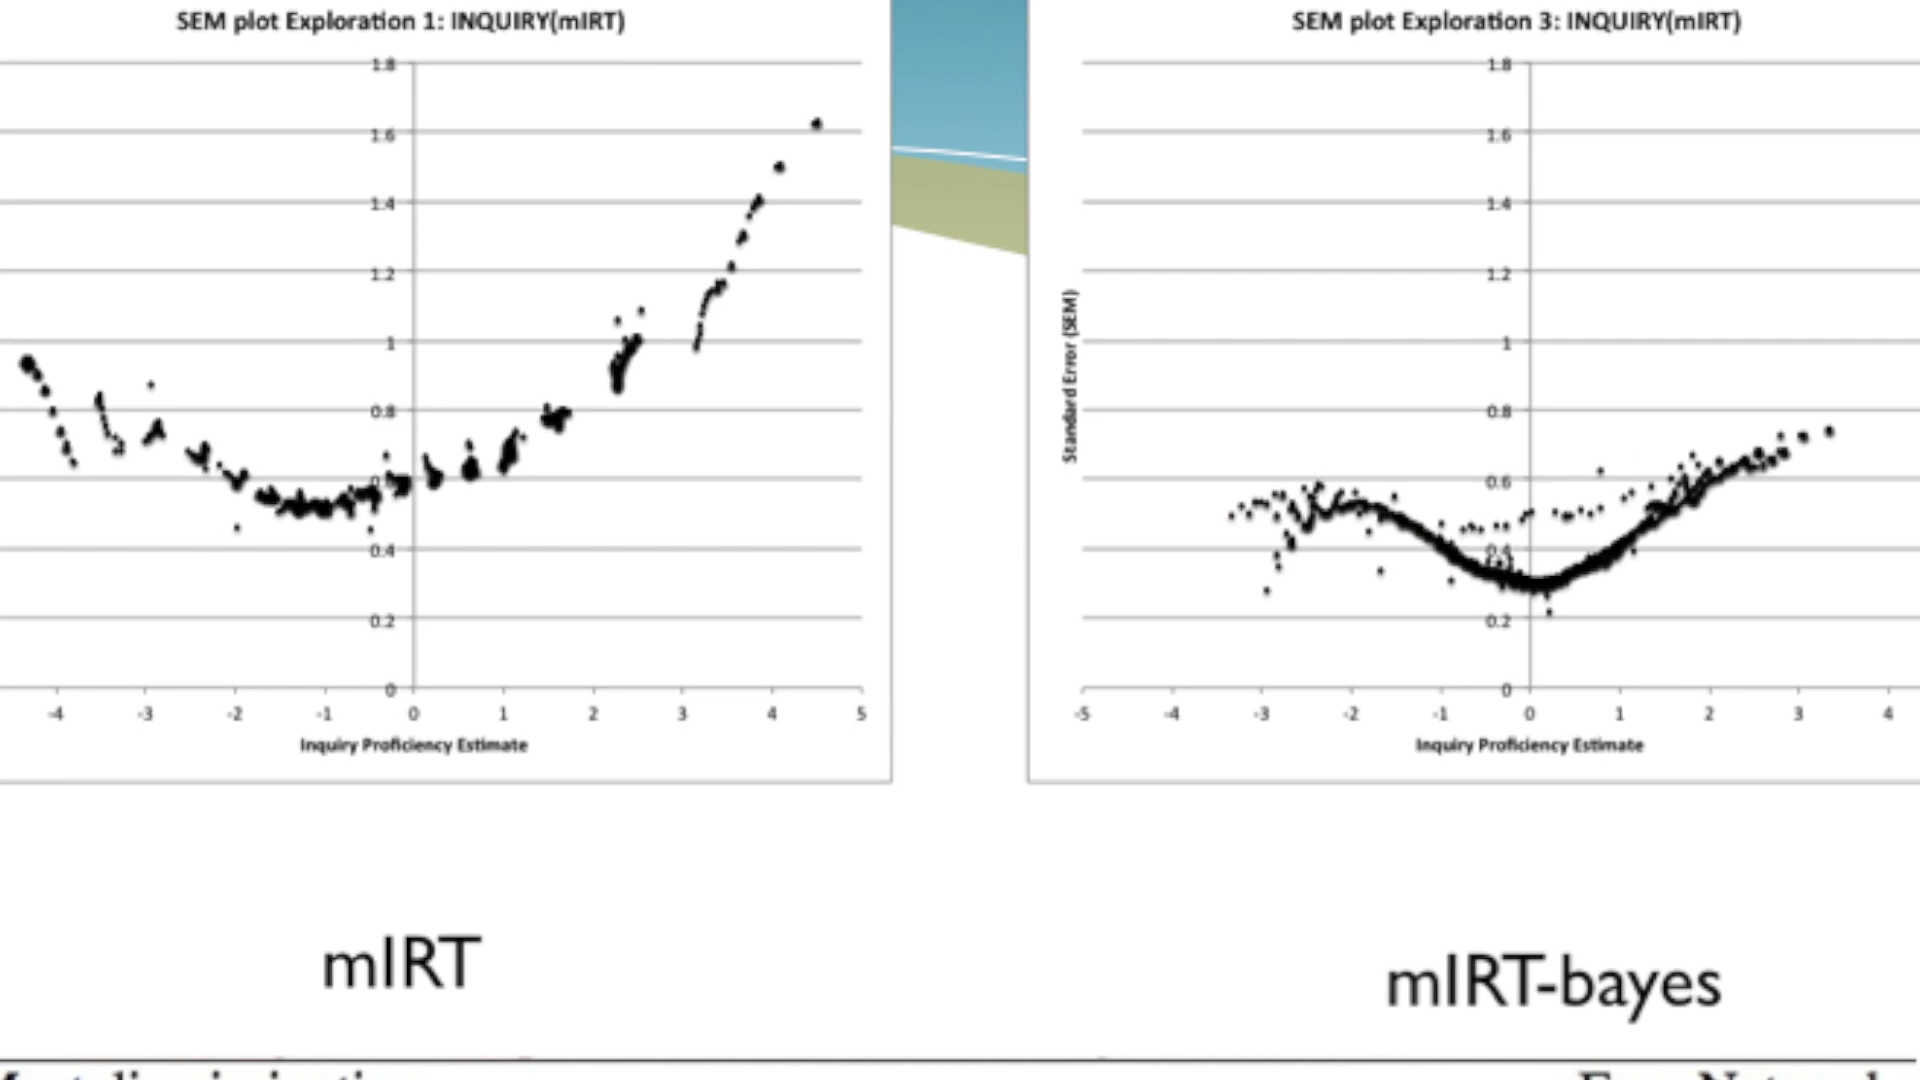 SEM plot Exploration 1: INQUIRY(mIRT)
1.8
1.6
1.4
1.2
1
0.8
0.6
0.4
0.2
0
-4 -3 -2 -1 0 1 2 3 4 5
Inquiry Proficiency Estimate
SEM plot Exploration 3: INQUIRY(mIRT)
Standard Error (SEM)
1.8
1.6
1.4
1.2
1
0.8
0.6
0.4
0.2
0
-5 -4 -3 -2 -1 0 1 2 3 4
Inquiry Proficiency Estimate
mIRT
mIRT-bayes